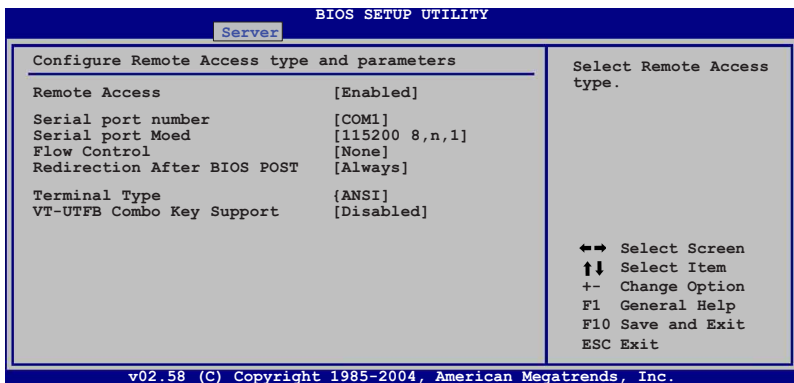 BIOS SETUP UTILITY
Server
Configure Remote Access type and parameters
Remote Access [Enabled]
Serial port number [COM1]
Serial port Moed [115200 8,n,1]
Flow Control [None]
Redirection After BIOS POST [Always]
Terminal Type {ANSI]
VT-UTFB Combo Key Support [Disabled]
Select Remote Access
type.
←→ Select Screen
↑↓ Select Item
+- Change Option
F1 General Help
F10 Save and Exit
ESC Exit
v02.58 (C) Copyright 1985-2004, American Megatrends, Inc.